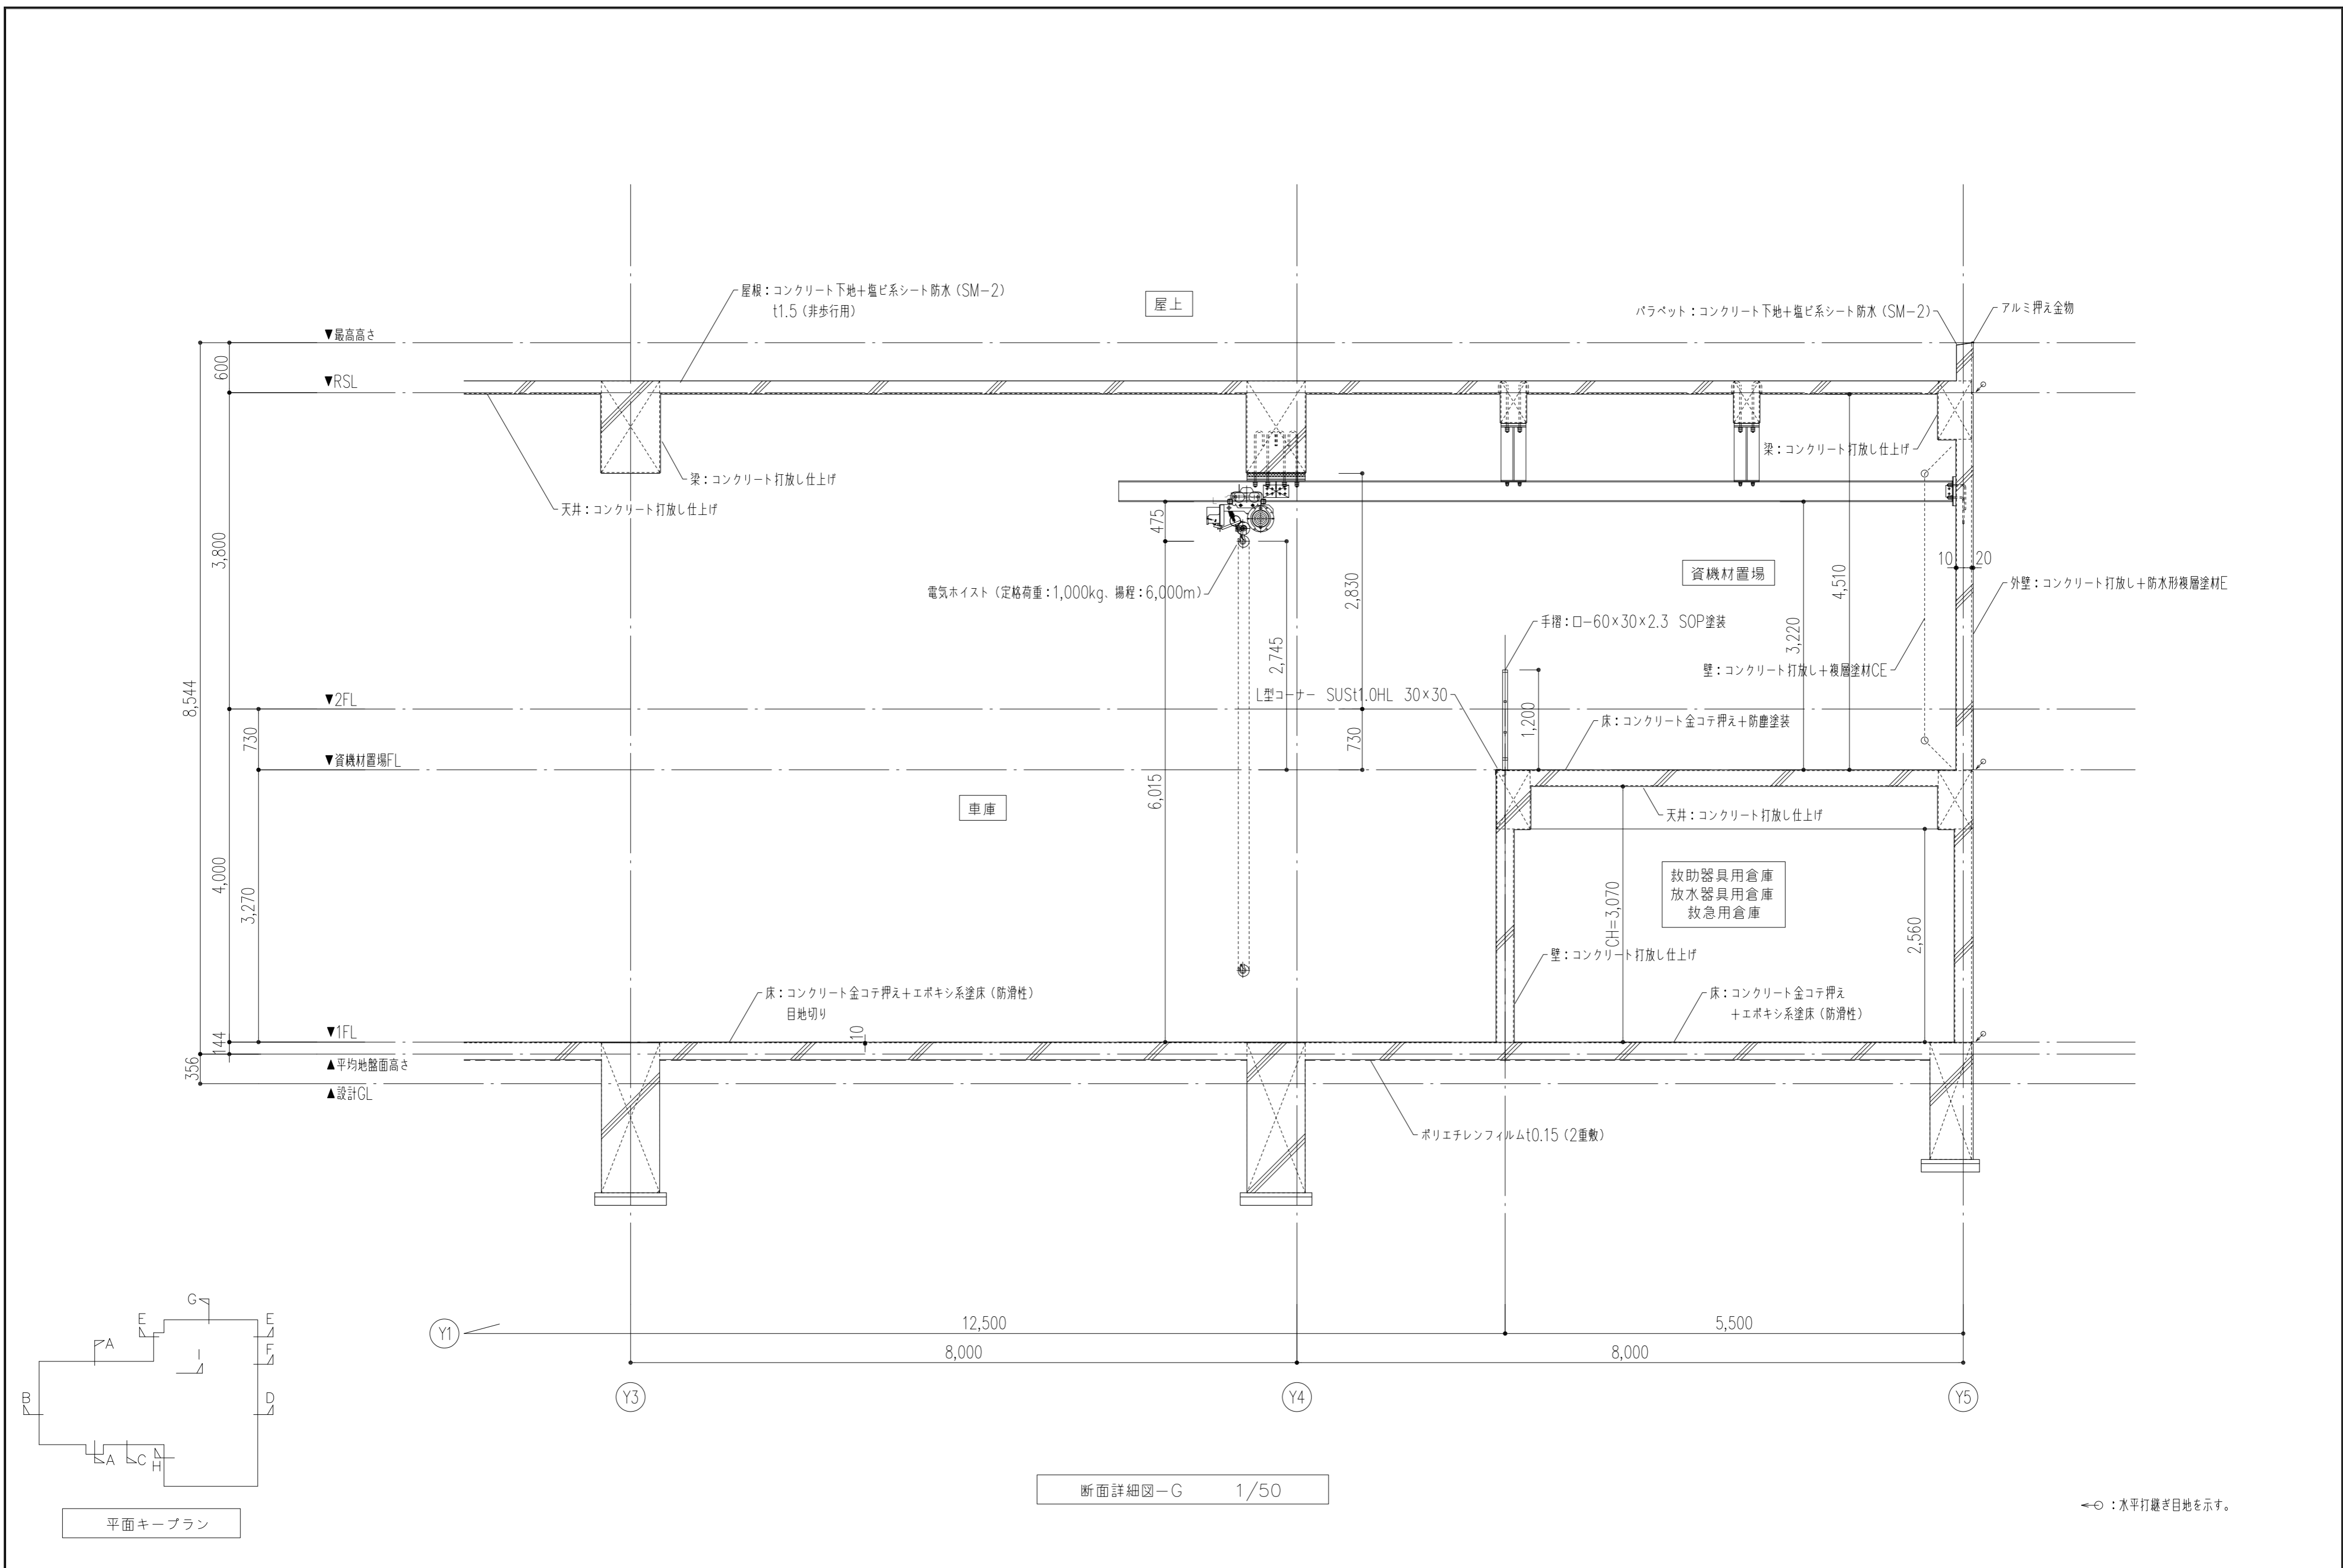 屋根：コンクリート下地＋塩ビ系シート防水（SM-2）
t1.5（非歩行用）
屋上
パラペット：コンクリート下地＋塩ビ系シート防水（SM-2）
アルミ押え金物
▼最高高さ
600
▼RSL
梁：コンクリート打放し仕上げ
梁：コンクリート打放し仕上げ
天井：コンクリート打放し仕上げ
475
3,800
10
20
資機材置場
電気ホイスト（定格荷重：1,000kg、揚程：6,000m）
2,830
4,510
外壁：コンクリート打放し＋防水形複層塗材E
手摺：ロ-60×30×2.3 SOP塗装
3,220
2,745
壁：コンクリート打放し＋複層塗材CE
8,544
▼2FL
L型コーナー SUSt1.0HL 30×30
1,200
床：コンクリート金コテ押え＋防塵塗装
730
730
▼資機材置場FL
6,015
車庫
天井：コンクリート打放し仕上げ
4,000
3,270
救助器具用倉庫
放水器具用倉庫
救急用倉庫
CH=3,070
2,560
壁：コンクリート打放し仕上げ
床：コンクリート金コテ押え＋エポキシ系塗床（防滑性）
目地切り
床：コンクリート金コテ押え
＋エポキシ系塗床（防滑性）
10
▼1FL
144
356
▲平均地盤面高さ
▲設計GL
ポリエチレンフィルムt0.15（2重敷）
Y1
12,500
5,500
8,000
8,000
Y3
Y4
Y5
G
E
E
A
F
I
B
D
A
C
H
平面キープラン
断面詳細図-G 1/50
：水平打継ぎ目地を示す。